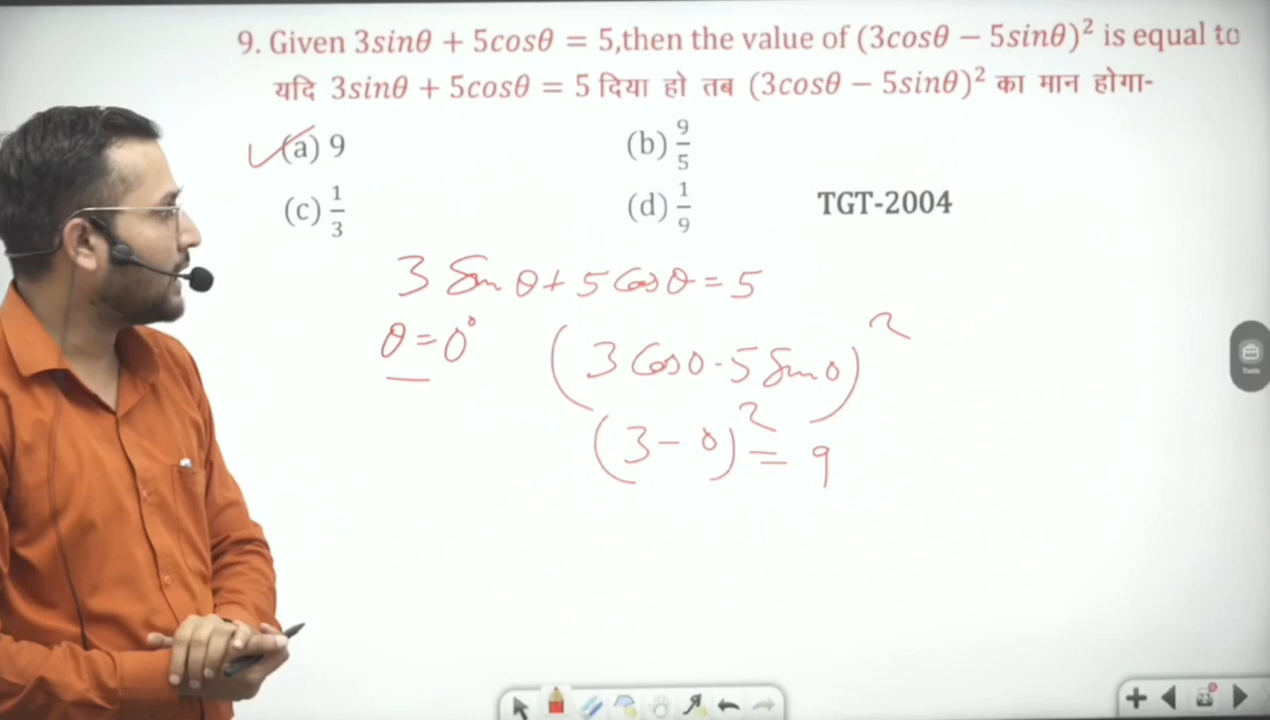 9. Given 3sinθ + 5cosθ = 5,then the value of (3cosθ − 5sinθ)² is equal to
यदि 3sinθ + 5cosθ = 5 दिया हो तब (3cosθ − 5sinθ)² का मान होगा-
(a) 9 (b) 9/5
(c) 1/3 (d) 1/9 TGT-2004
3 Sin θ + 5 Cos θ = 5
θ = 0° (3 Cos 0 - 5 Sin 0)²
(3 - 0)² = 9
Tools